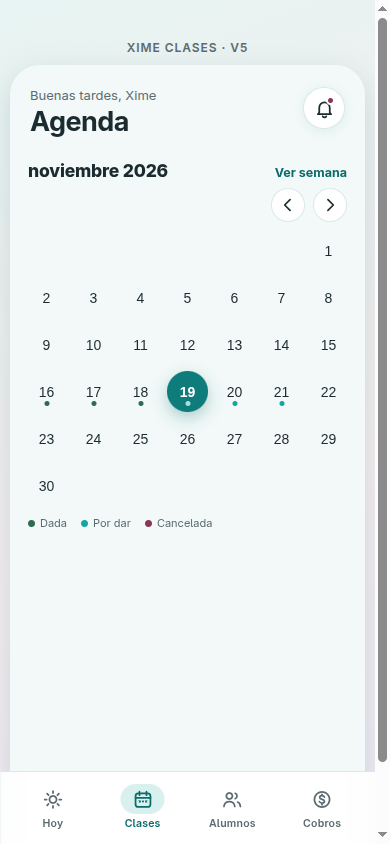 XIME CLASES · V5
Buenas tardes, Xime
Agenda
noviembre 2026
Ver semana
1
2 3 4 5 6 7 8
9 10 11 12 13 14 15
16 17 18 19 20 21 22
23 24 25 26 27 28 29
30
Dada Por dar Cancelada
Hoy Clases Alumnos Cobros